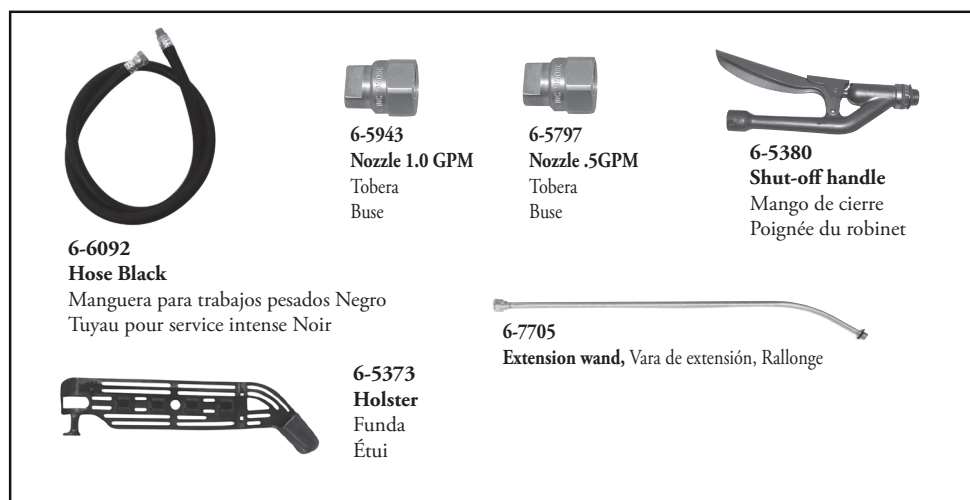 6-6092
Hose Black
Manguera para trabajos pesados Negro
Tuyau pour service intense Noir
6-5943
Nozzle 1.0 GPM
Tobera
Buse
6-5797
Nozzle .5GPM
Tobera
Buse
6-5380
Shut-off handle
Mango de cierre
Poignée du robinet
6-7705
Extension wand, Vara de extensión, Rallonge
6-5373
Holster
Funda
Étui